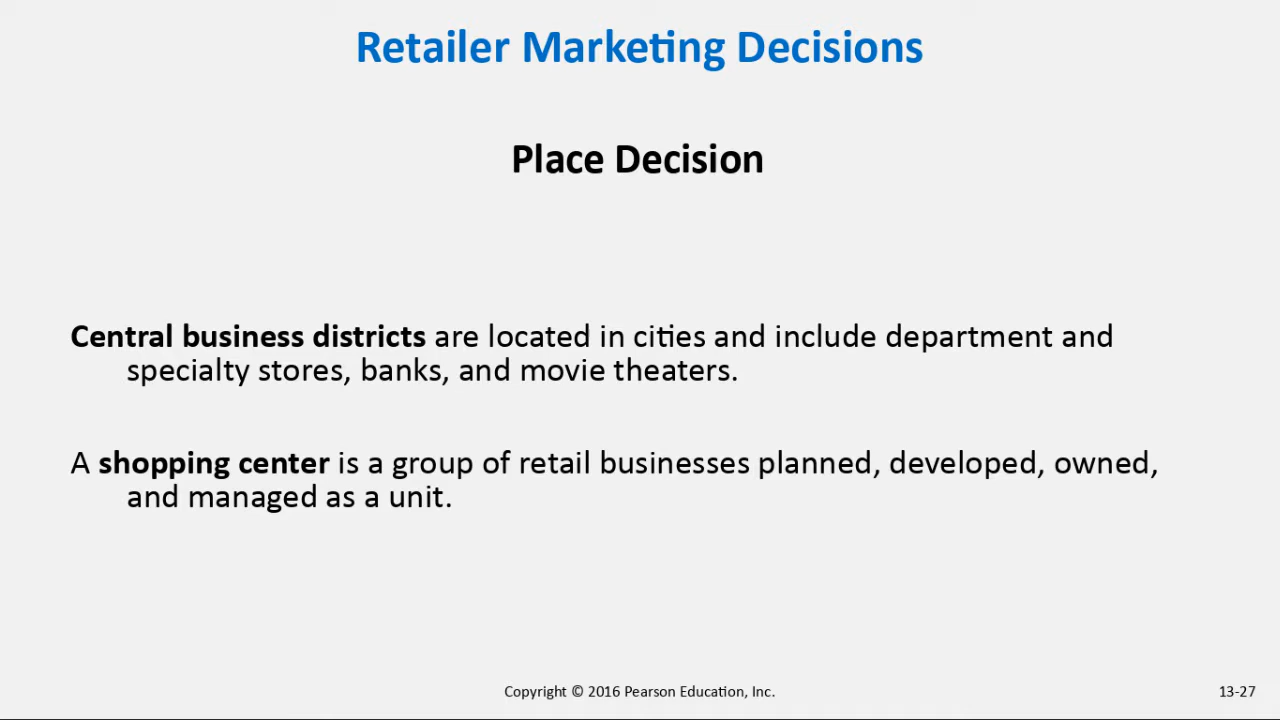 Retailer Marketing Decisions
Place Decision
Central business districts are located in cities and include department and
specialty stores, banks, and movie theaters.
A shopping center is a group of retail businesses planned, developed, owned,
and managed as a unit.
Copyright © 2016 Pearson Education, Inc.
13-27